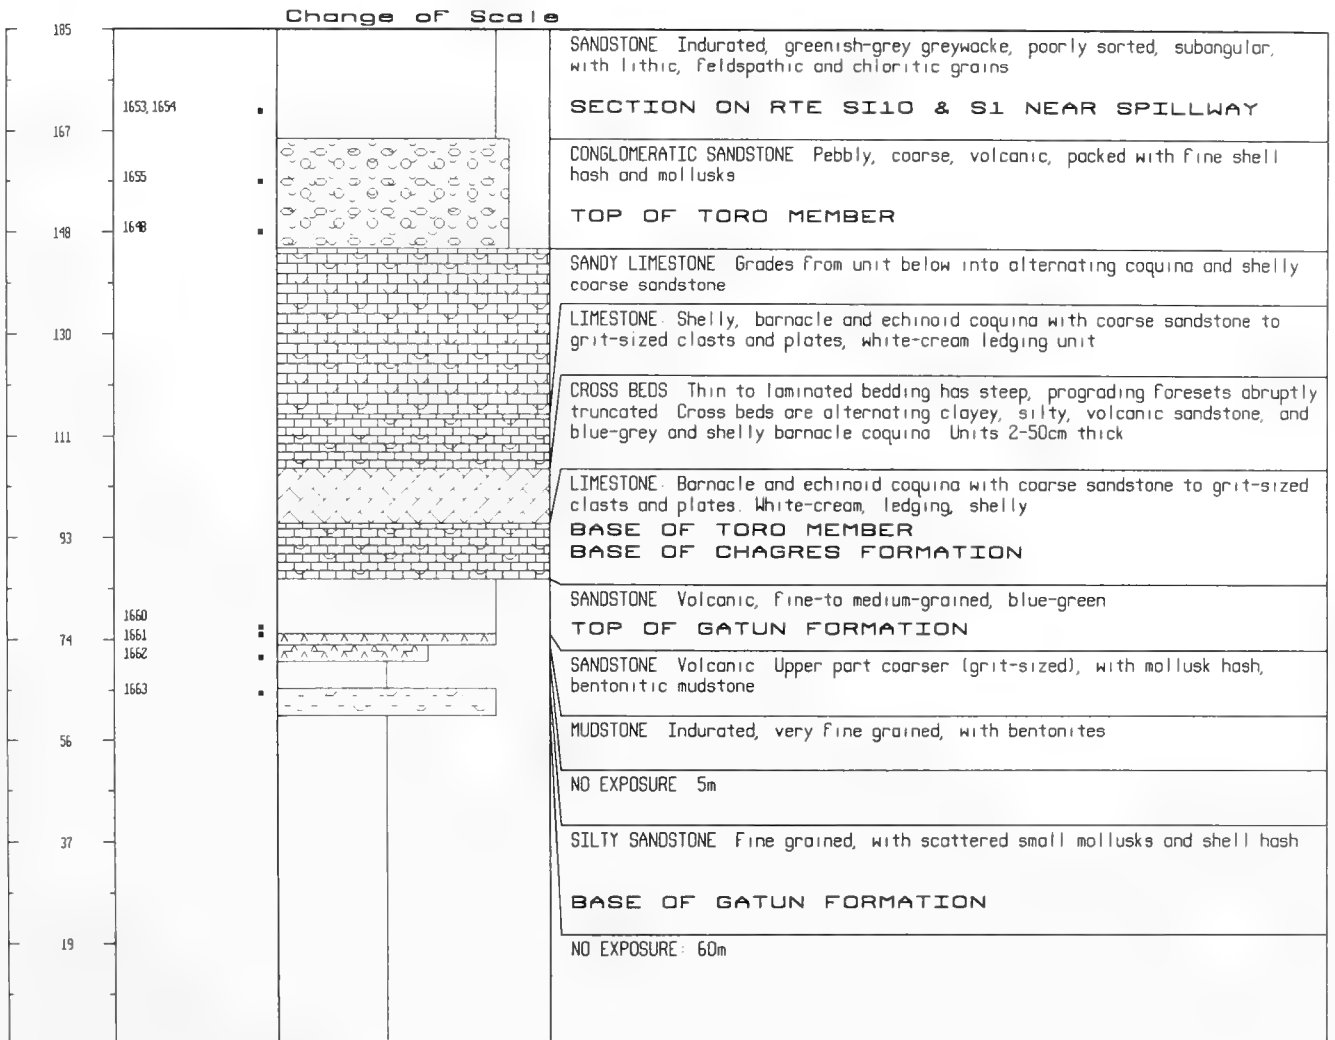 Change of Scale
185
SANDSTONE Indurated, greenish-grey greywacke, poorly sorted, subangular,
with lithic, feldspathic and chloritic grains
1653, 1654
SECTION ON RTE SI10 & S1 NEAR SPILLWAY
167
CONGLOMERATIC SANDSTONE Pebbly, coarse, volcanic, packed with fine shell
hash and mollusks
1655
TOP OF TORO MEMBER
1648
148
SANDY LIMESTONE Grades from unit below into alternating coquina and shelly
coarse sandstone
LIMESTONE Shelly, barnacle and echinoid coquina with coarse sandstone to
grit-sized clasts and plates, white-cream ledging unit
130
CROSS BEDS Thin to laminated bedding has steep, prograding foresets abruptly
truncated Cross beds are alternating clayey, silty, volcanic sandstone, and
blue-grey and shelly barnacle coquina Units 2-50cm thick
111
LIMESTONE Barnacle and echinoid coquina with coarse sandstone to grit-sized
clasts and plates. White-cream, ledging, shelly
BASE OF TORO MEMBER
93
BASE OF CHAGRES FORMATION
SANDSTONE Volcanic, fine-to medium-grained, blue-green
1660
TOP OF GATUN FORMATION
1661
74
1662
SANDSTONE Volcanic Upper part coarser (grit-sized), with mollusk hash,
bentonitic mudstone
1663
MUDSTONE Indurated, very fine grained, with bentonites
56
NO EXPOSURE 5m
SILTY SANDSTONE Fine grained, with scattered small mollusks and shell hash
37
BASE OF GATUN FORMATION
19
NO EXPOSURE: 60m